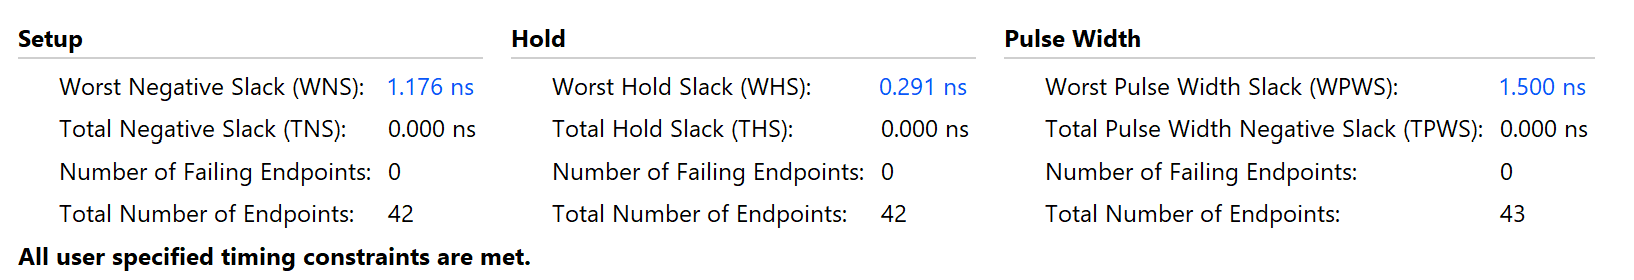 Setup Hold Pulse Width
Worst Negative Slack (WNS): 1.176 ns Worst Hold Slack (WHS): 0.291 ns Worst Pulse Width Slack (WPWS): 1.500 ns
Total Negative Slack (TNS): 0.000 ns Total Hold Slack (THS): 0.000 ns Total Pulse Width Negative Slack (TPWS): 0.000 ns
Number of Failing Endpoints: 0 Number of Failing Endpoints: 0 Number of Failing Endpoints: 0
Total Number of Endpoints: 42 Total Number of Endpoints: 42 Total Number of Endpoints: 43
All user specified timing constraints are met.